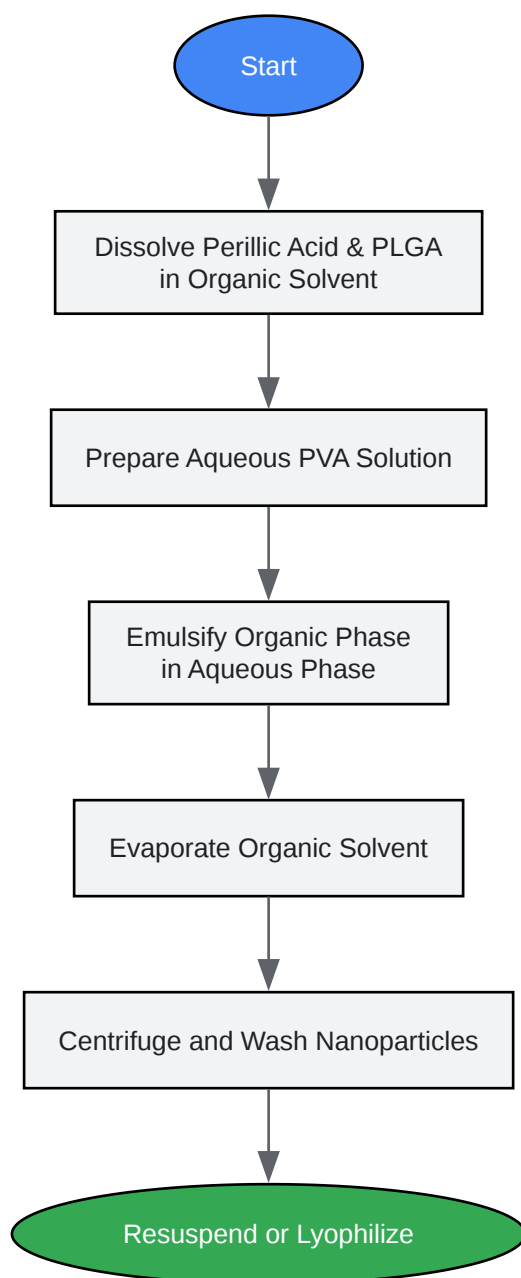 Start
Dissolve Perillic Acid & PLGA
in Organic Solvent
Prepare Aqueous PVA Solution
Emulsify Organic Phase
in Aqueous Phase
Evaporate Organic Solvent
Centrifuge and Wash Nanoparticles
Resuspend or Lyophilize